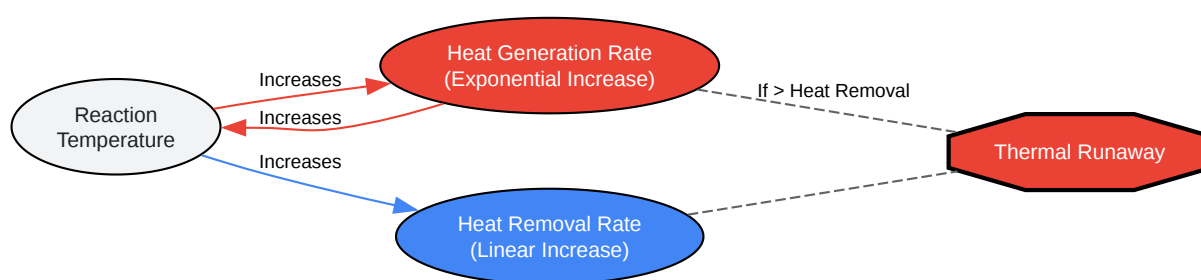 Reaction
Temperature
Increases
Increases
Increases
Heat Generation Rate
(Exponential Increase)
Heat Removal Rate
(Linear Increase)
If > Heat Removal
Thermal Runaway